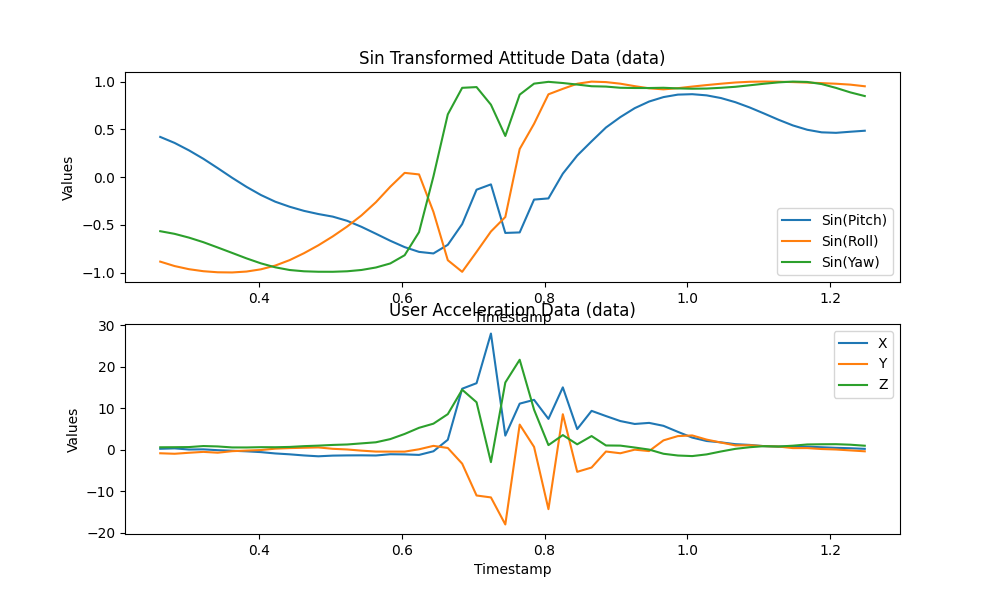 Sin Transformed Attitude Data (data)
1.0
0.5
0.0
−0.5
−1.0
Values
Sin(Pitch)
Sin(Roll)
Sin(Yaw)
0.4 0.6 0.8 1.0 1.2
Timestamp
User Acceleration Data (data)
30
20
10
0
−10
−20
Values
X
Y
Z
0.4 0.6 0.8 1.0 1.2
Timestamp